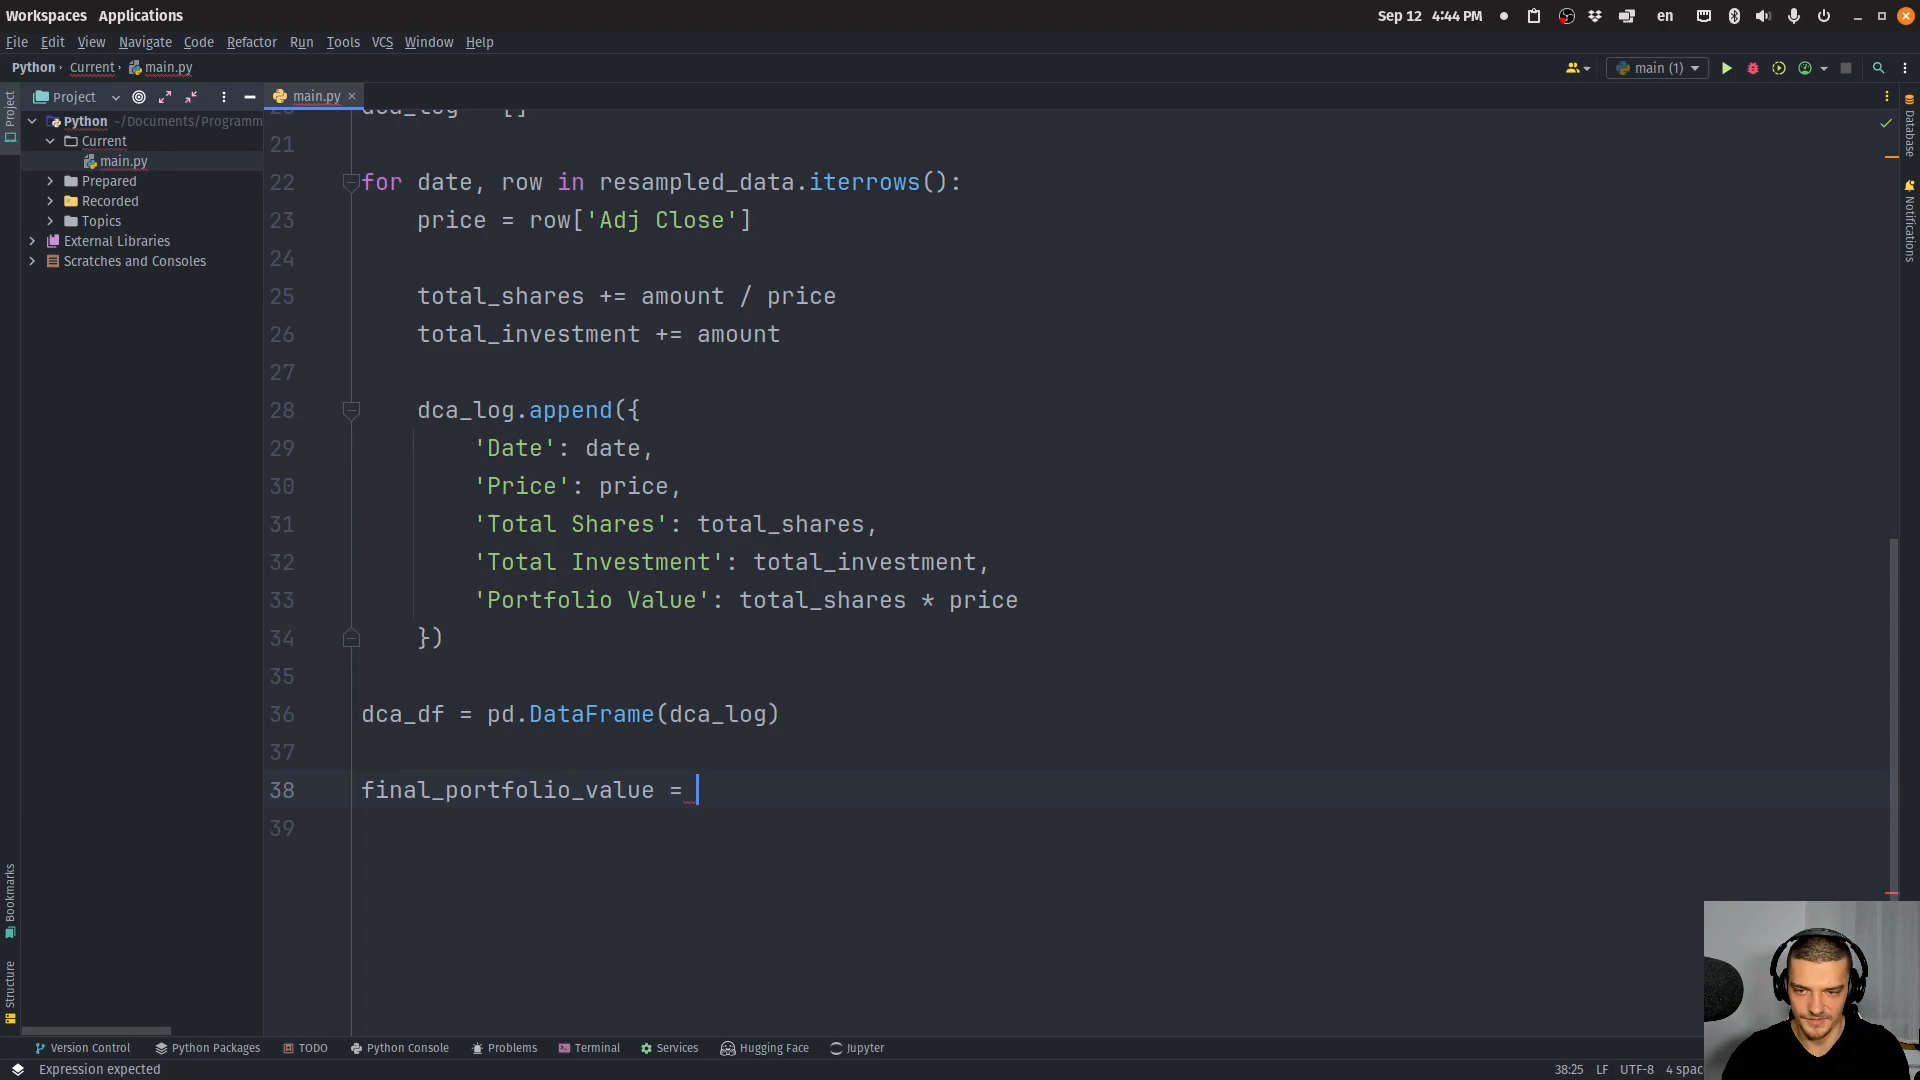 Workspaces Applications
Sep 12 4:44 PM
en
File Edit View Navigate Code Refactor Run Tools VCS Window Help
Python Current main.py
main (1)
Project
main.py
Project
Python ~/Documents/Programm
Current
main.py
Prepared
Recorded
Topics
External Libraries
Scratches and Consoles
Bookmarks
Structure
Database
Notifications
21
22 for date, row in resampled_data.iterrows():
23 price = row['Adj Close']
24
25 total_shares += amount / price
26 total_investment += amount
27
28 dca_log.append({
29 'Date': date,
30 'Price': price,
31 'Total Shares': total_shares,
32 'Total Investment': total_investment,
33 'Portfolio Value': total_shares * price
34 })
35
36 dca_df = pd.DataFrame(dca_log)
37
38 final_portfolio_value =
39
Version Control Python Packages TODO Python Console Problems Terminal Services Hugging Face Jupyter
Expected expression